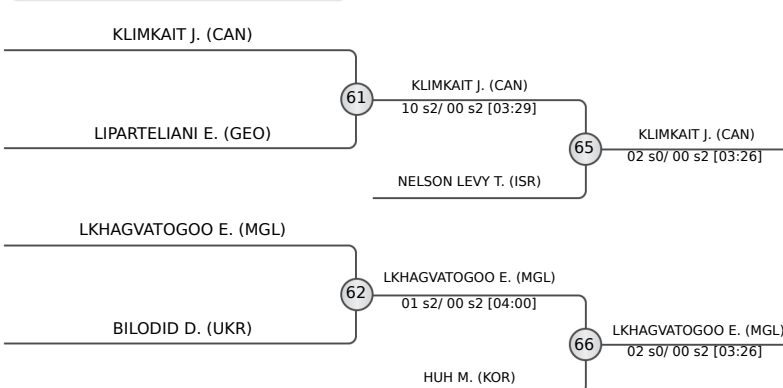 KLIMKAIT J. (CAN)
61
KLIMKAIT J. (CAN)
10 s2/ 00 s2 [03:29]
LIPARTELIANI E. (GEO)
65
KLIMKAIT J. (CAN)
02 s0/ 00 s2 [03:26]
NELSON LEVY T. (ISR)
LKHAGVATOGOO E. (MGL)
62
LKHAGVATOGOO E. (MGL)
01 s2/ 00 s2 [04:00]
BILODID D. (UKR)
66
LKHAGVATOGOO E. (MGL)
02 s0/ 00 s2 [03:26]
HUH M. (KOR)